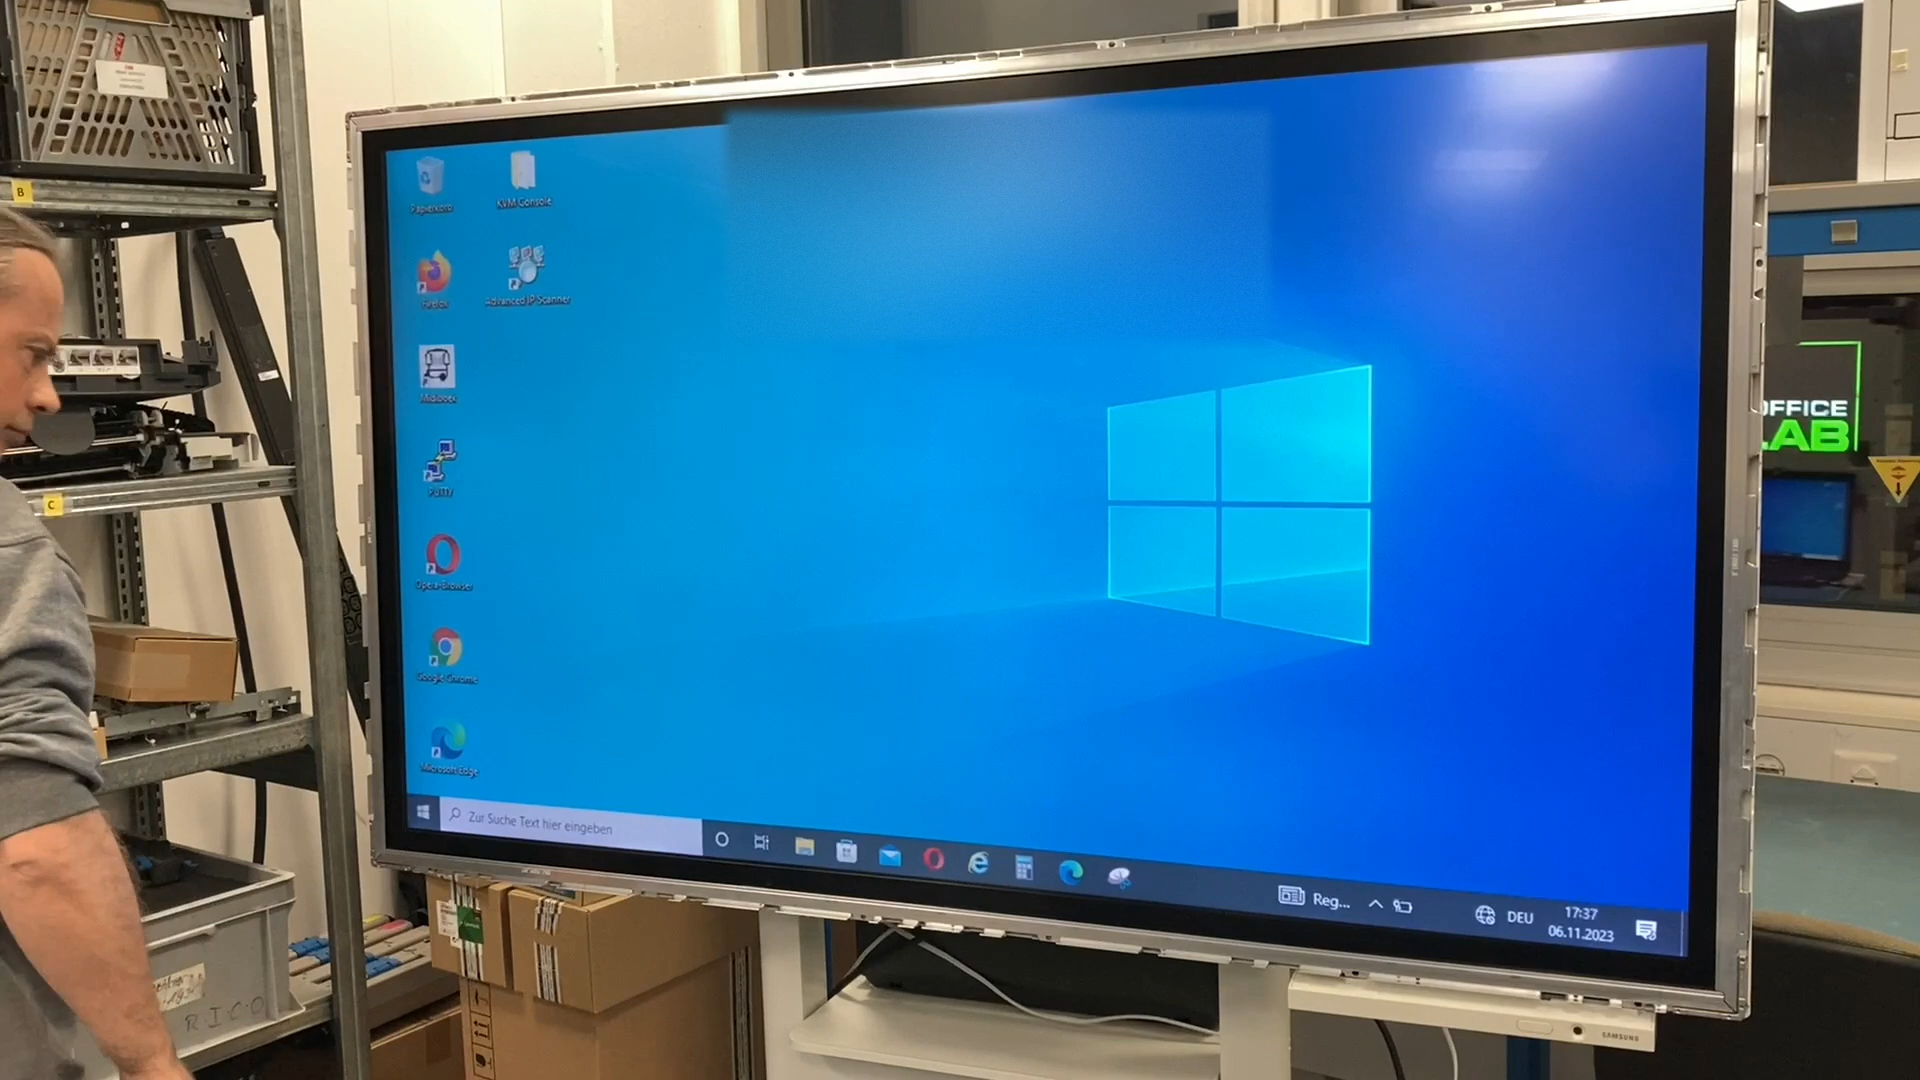 B
C
Papierkorb
KVM Console
Firefox
Advanced IP Scanner
PuTTY
Opera-Browser
Google Chrome
Microsoft Edge
Zur Suche Text hier eingeben
Reg...
DEU
17:37
06.11.2023
OFFICE
LAB
SAMSUNG
R.I.C.O